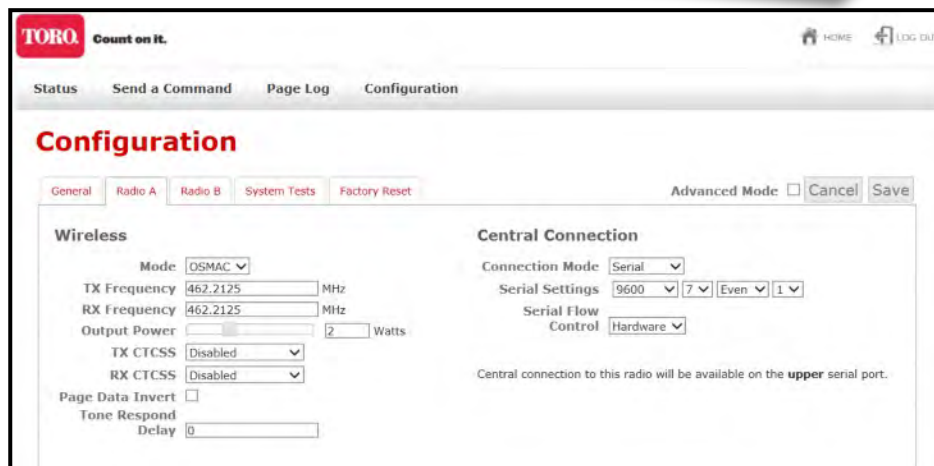 TORO. Count on it.
HOME LOG OU
Status Send a Command Page Log Configuration
Configuration
General Radio A Radio B System Tests Factory Reset
Advanced Mode Cancel Save
Wireless
Mode OSMAC
TX Frequency 462.2125 MHz
RX Frequency 462.2125 MHz
Output Power 2 Watts
TX CTCSS Disabled
RX CTCSS Disabled
Page Data Invert
Tone Respond
Delay 0
Central Connection
Connection Mode Serial
Serial Settings 9600 7 Even 1
Serial Flow
Control Hardware
Central connection to this radio will be available on the upper serial port.